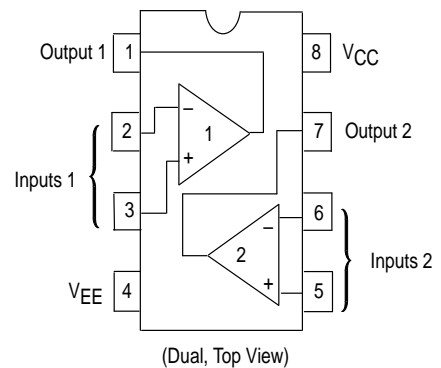 Output 1
1
8
VCC
2
–
1
+
7
Output 2
Inputs 1
3
6
–
2
+
Inputs 2
VEE
4
5
(Dual, Top View)